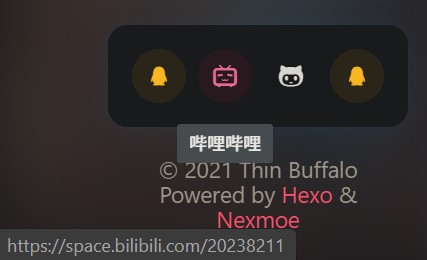 哔哩哔哩
© 2021 Thin Buffalo
Powered by Hexo &
Nexmoe
https://space.bilibili.com/20238211